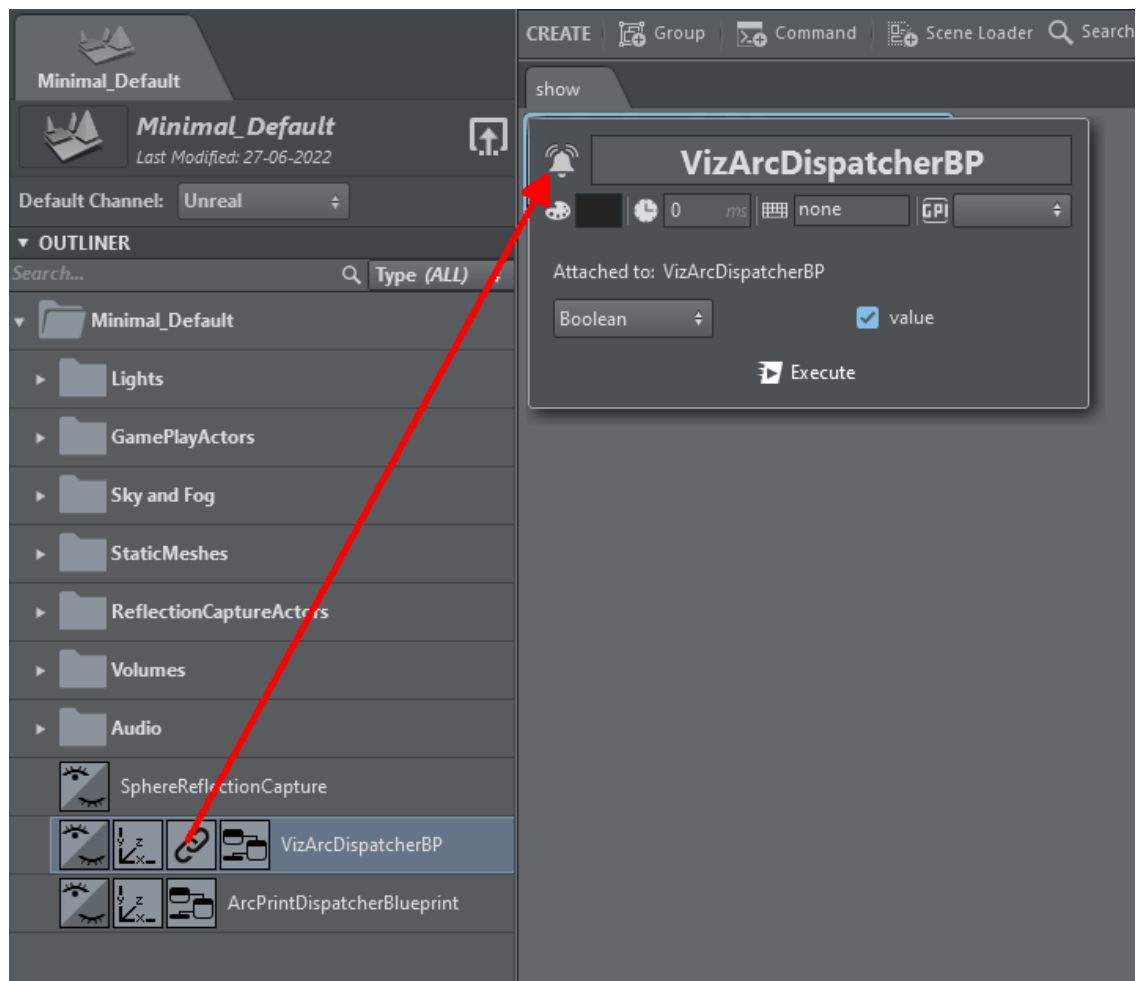 Minimal_Default
Minimal_Default
Last Modified: 27-06-2022
Default Channel: Unreal
OUTLINER
Search... Type (ALL)
Minimal_Default
Lights
GamePlayActors
Sky and Fog
StaticMeshes
ReflectionCaptureActors
Volumes
Audio
SphereReflectionCapture
y z x VizArcDispatcherBP
y z x ArcPrintDispatcherBlueprint
CREATE Group Command Scene Loader Search
show
VizArcDispatcherBP
0 ms none GPI
Attached to: VizArcDispatcherBP
Boolean value
Execute